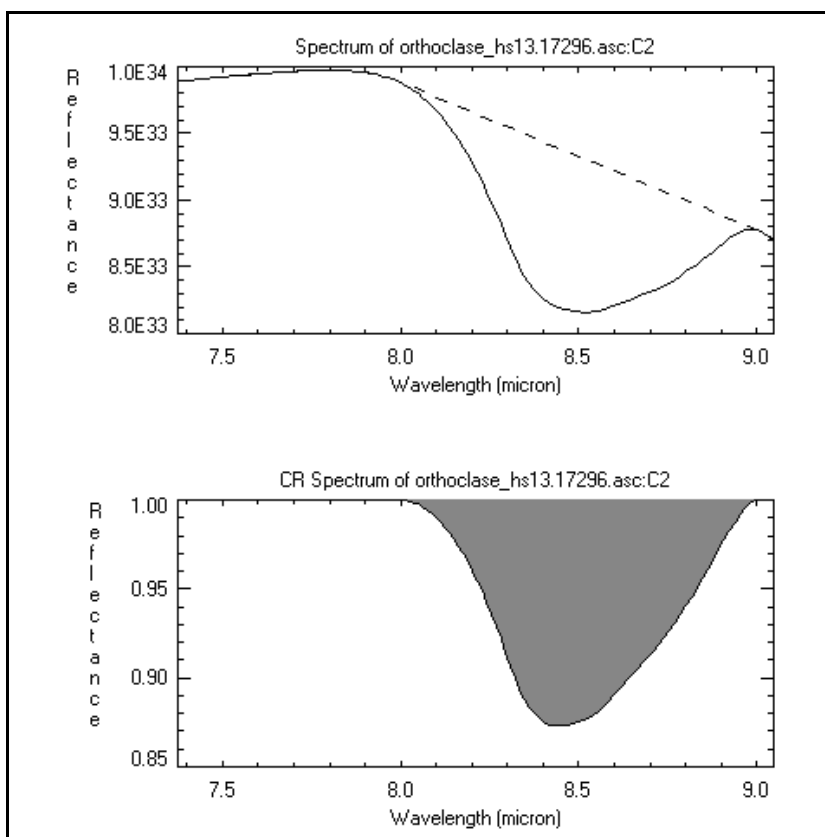 Spectrum of orthoclase_hs13.17296.asc:C2
Reflectance
1.0E34
9.5E33
9.0E33
8.5E33
8.0E33
7.5 8.0 8.5 9.0
Wavelength (micron)
CR Spectrum of orthoclase_hs13.17296.asc:C2
Reflectance
1.00
0.95
0.90
0.85
7.5 8.0 8.5 9.0
Wavelength (micron)